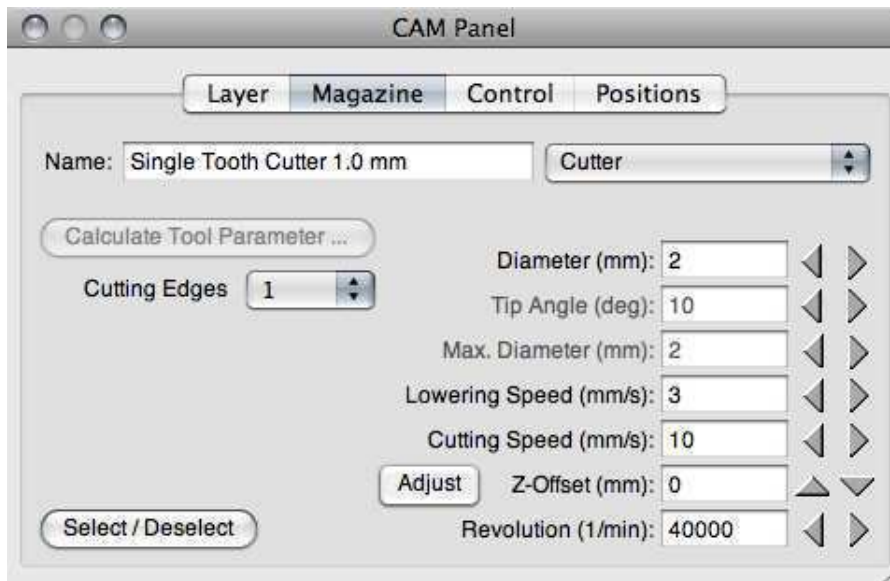 CAM Panel
Layer Magazine Control Positions
Name: Single Tooth Cutter 1.0 mm Cutter
Calculate Tool Parameter ...
Cutting Edges 1
Diameter (mm): 2
Tip Angle (deg): 10
Max. Diameter (mm): 2
Lowering Speed (mm/s): 3
Cutting Speed (mm/s): 10
Adjust Z-Offset (mm): 0
Select / Deselect
Revolution (1/min): 40000